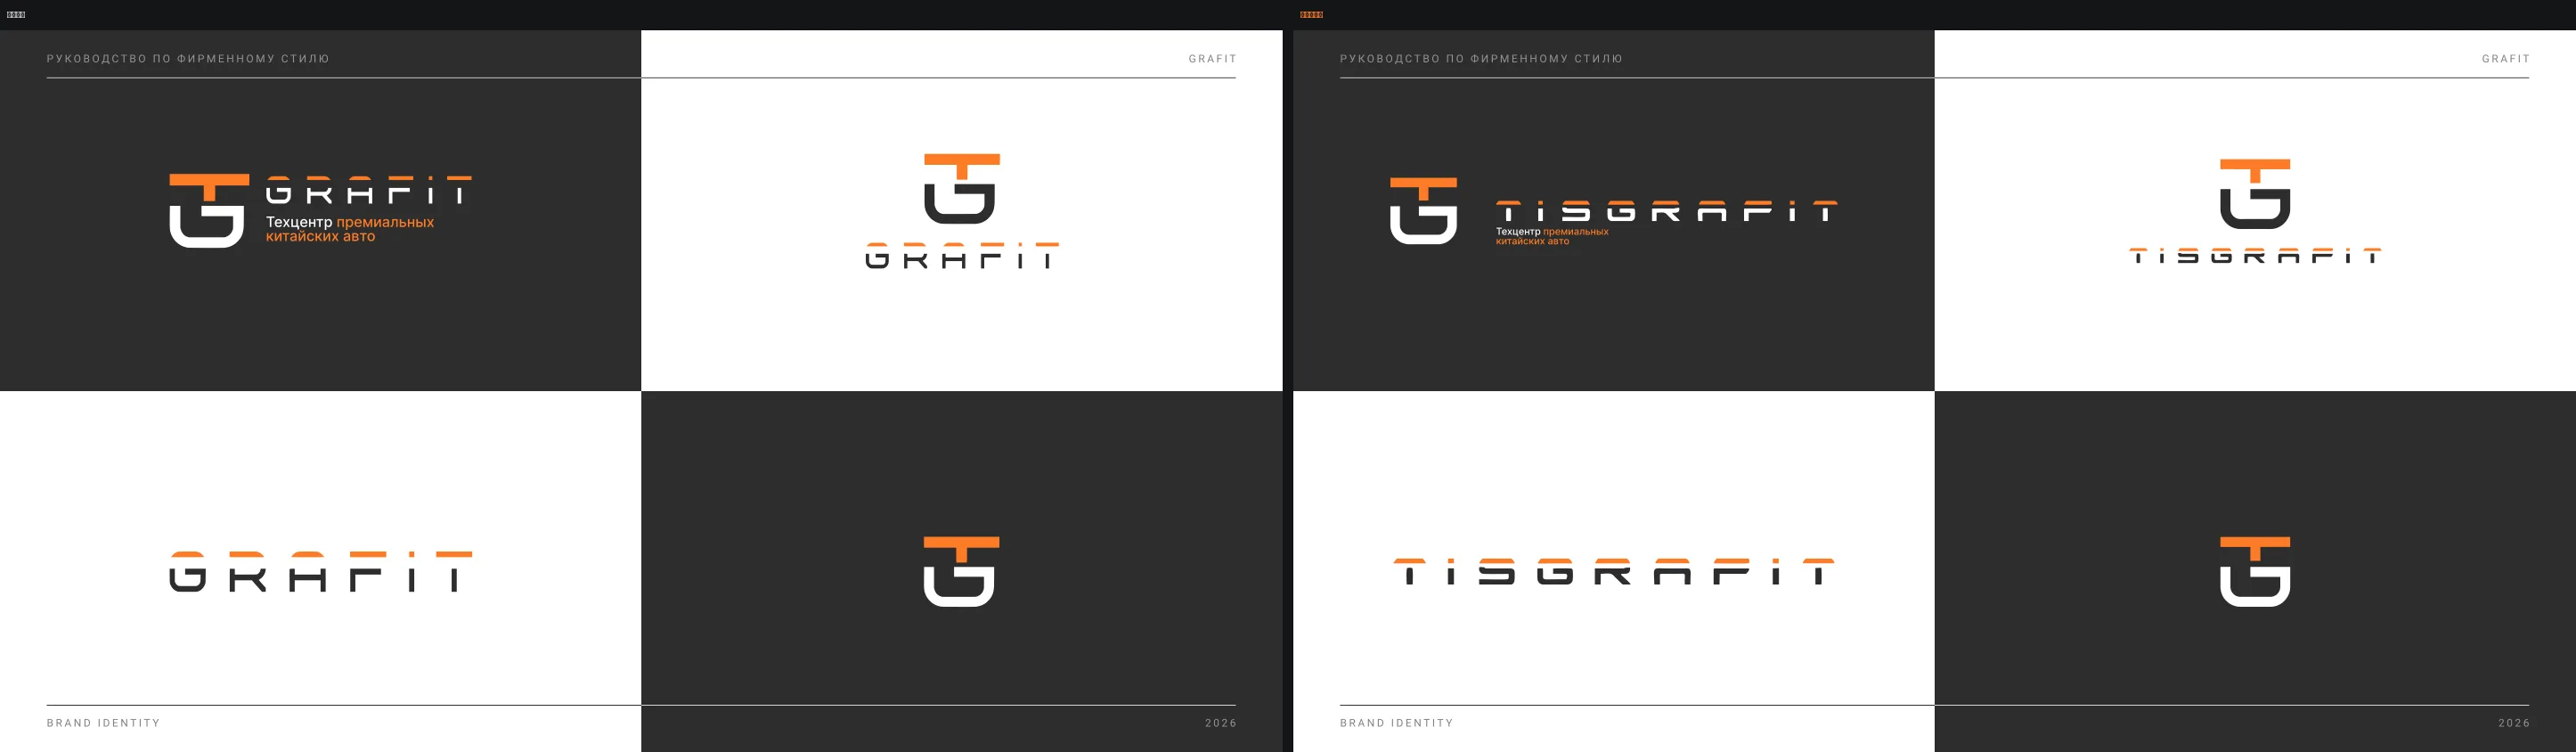 РУКОВОДСТВО ПО ФИРМЕННОМУ СТИЛЮ
GRAFIT
GRAFiT
Техцентр премиальных
китайских авто
GRAFiT
GRAFiT
BRAND IDENTITY
2026
РУКОВОДСТВО ПО ФИРМЕННОМУ СТИЛЮ
GRAFIT
TiSGRAFiT
Техцентр премиальных
китайских авто
TiSGRAFiT
TiSGRAFiT
BRAND IDENTITY
2026